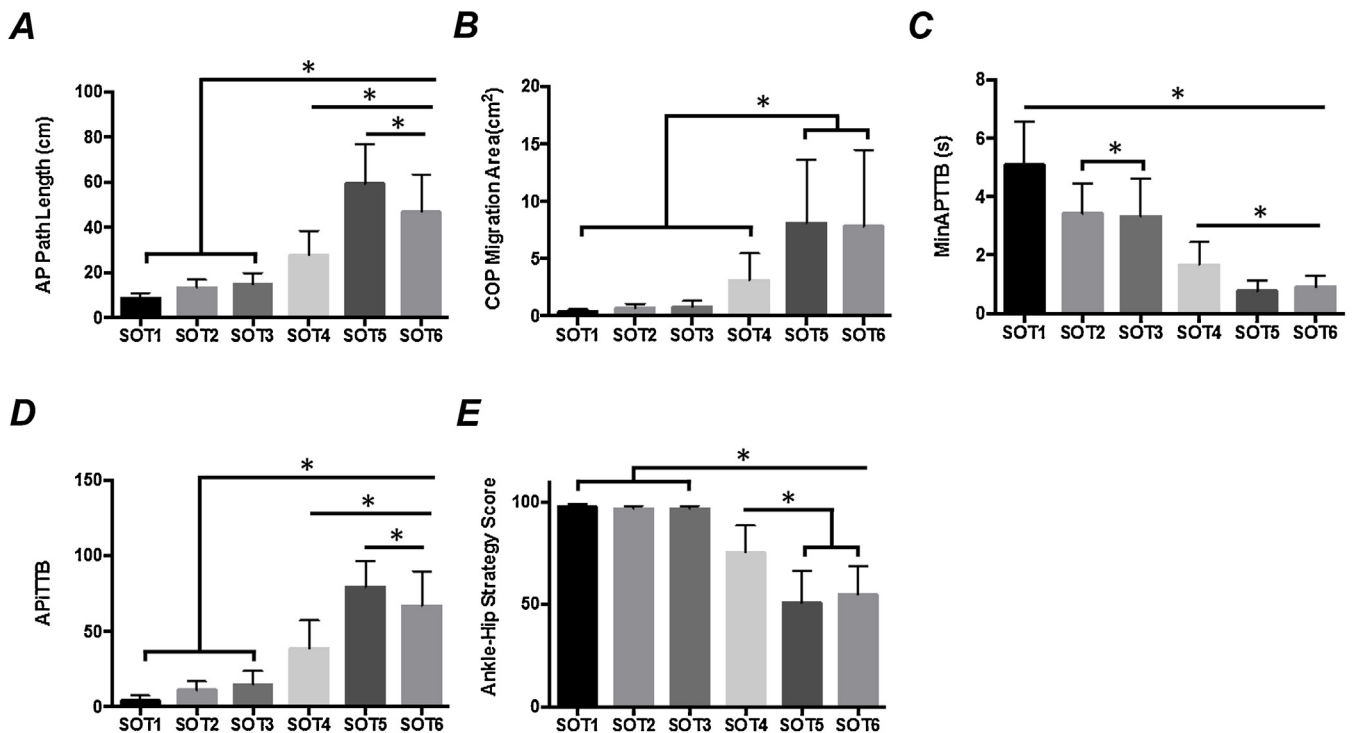 A
AP Path Length (cm)
100
80
60
40
20
0
* * *
SOT1 SOT2 SOT3 SOT4 SOT5 SOT6
B
COP Migration Area(cm²)
20
15
10
5
0
*
SOT1 SOT2 SOT3 SOT4 SOT5 SOT6
C
MinAPTTB (s)
8
6
4
2
0
* * *
SOT1 SOT2 SOT3 SOT4 SOT5 SOT6
D
APiTTB
150
100
50
0
* * *
SOT1 SOT2 SOT3 SOT4 SOT5 SOT6
E
Ankle-Hip Strategy Score
100
50
0
* *
SOT1 SOT2 SOT3 SOT4 SOT5 SOT6